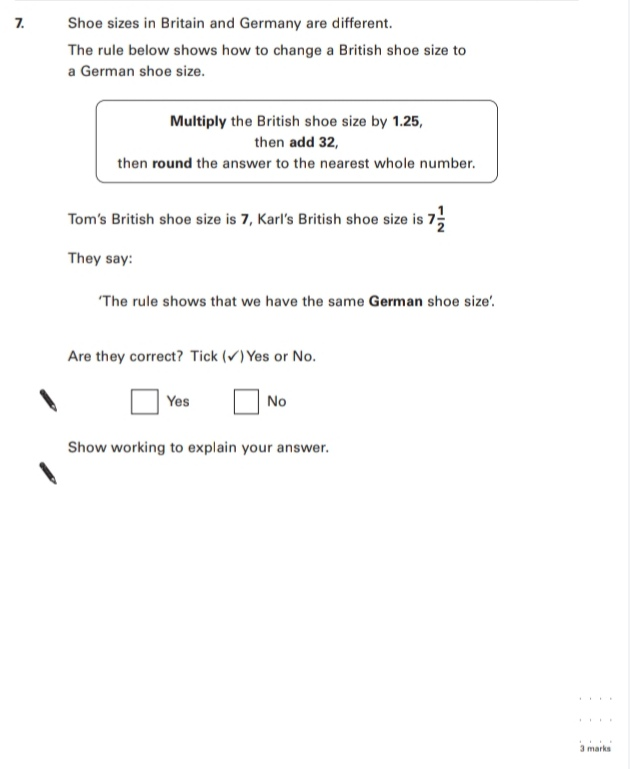 7. Shoe sizes in Britain and Germany are different.
The rule below shows how to change a British shoe size to
a German shoe size.
Multiply the British shoe size by 1.25,
then add 32,
then round the answer to the nearest whole number.
Tom's British shoe size is 7, Karl's British shoe size is 7 1/2
They say:
'The rule shows that we have the same German shoe size'.
Are they correct? Tick (✓) Yes or No.
Yes No
Show working to explain your answer.
3 marks